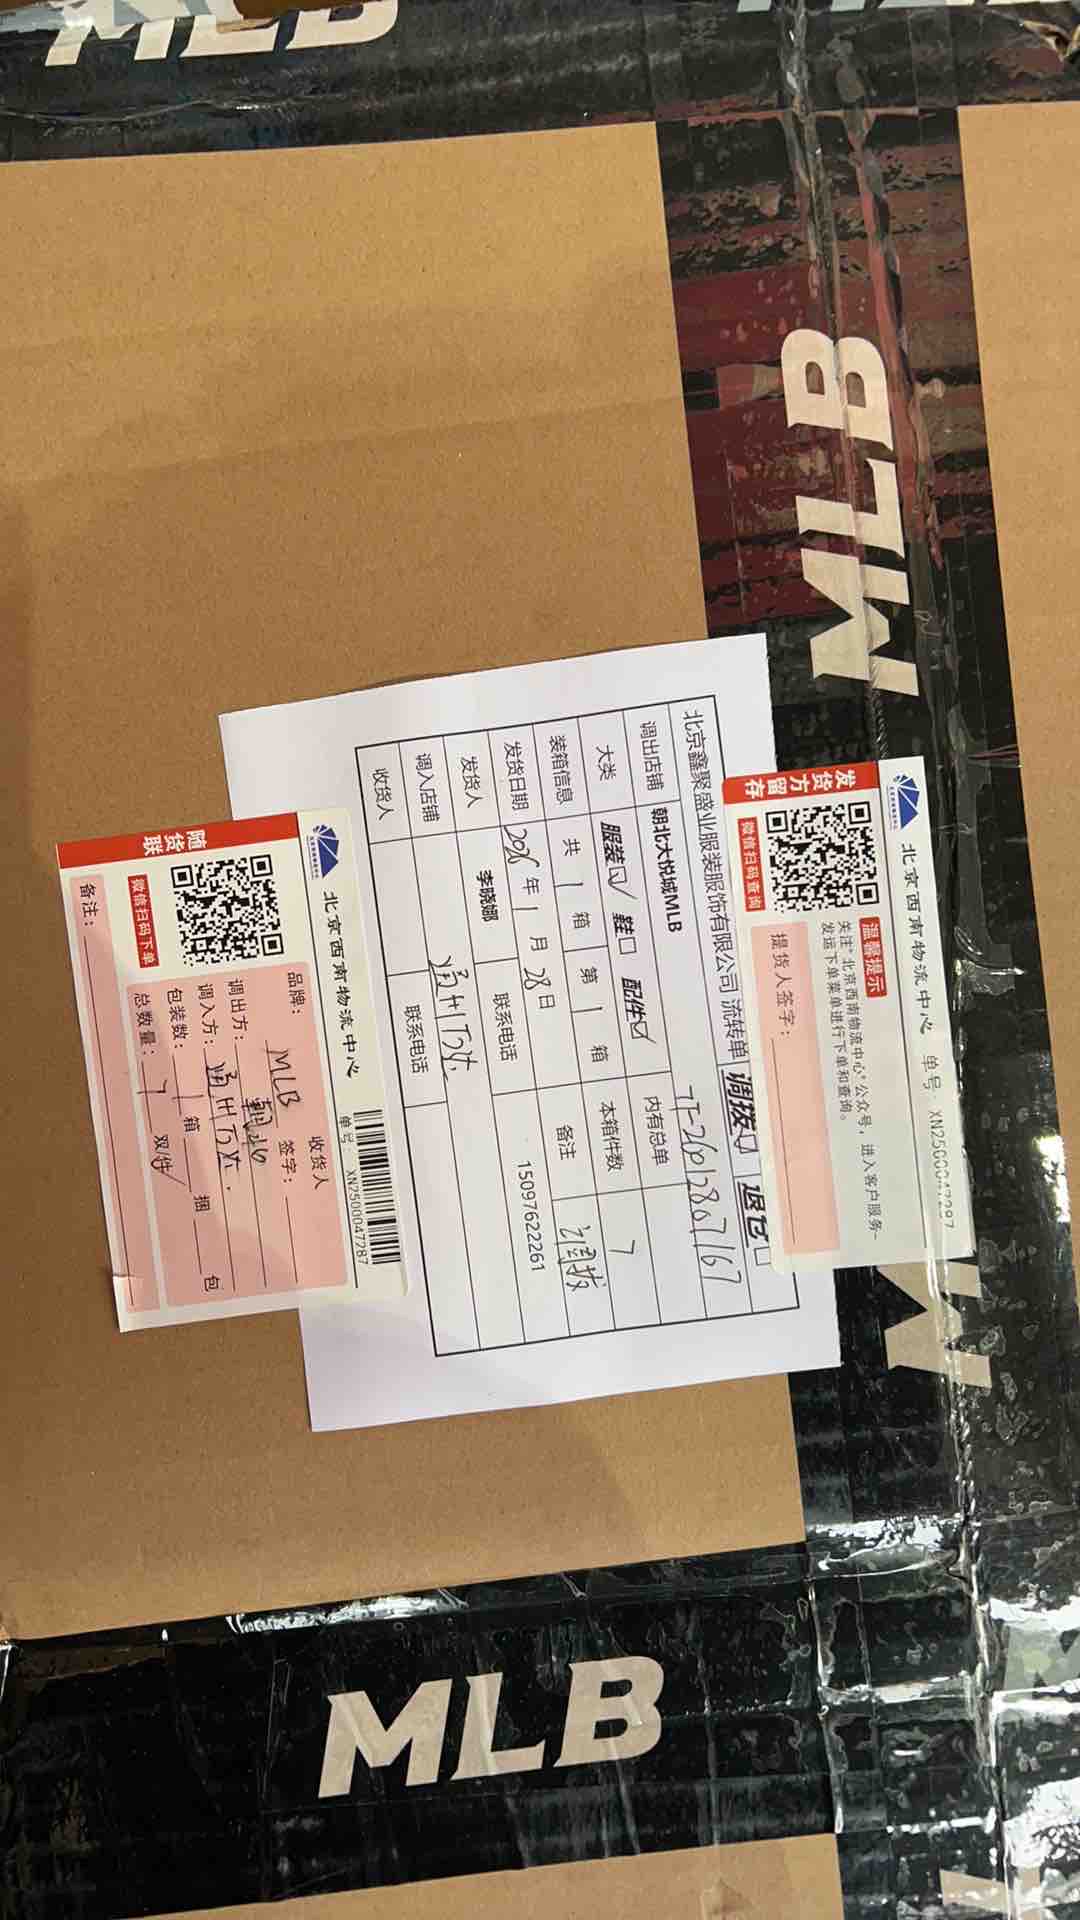 MLB
MLB
MLB
北京西南物流中心 单号: XN2500047287
发货方留存
微信扫码查询
温馨提示
关注"北京西南物流中心"公众号，进入客户服务-
发运下单菜单进行下单和查询。
提货人签字：
北京鑫聚盛业服装服饰有限公司 流转单 调拔☑ 退仓□
调出店铺 朝北大悦城MLB 内有总单
大类 服装☑ 鞋□ 配件☑ 本箱件数 7
装箱信息 共 1 箱 第 1 箱 备注 调拨
发货日期 2026年1月28日
发货人 李晓娜 联系电话 15097622261
调入店铺 通州万达
收货人 联系电话
北京西南物流中心
单号: XN2500047287
随货联
微信扫码下单
品牌: MLB 收货人
调出方: 朝北 签字:
调入方: 通州万达
包装数: 1 箱 捆 包
总数量: 7 双/件
备注:
MLB